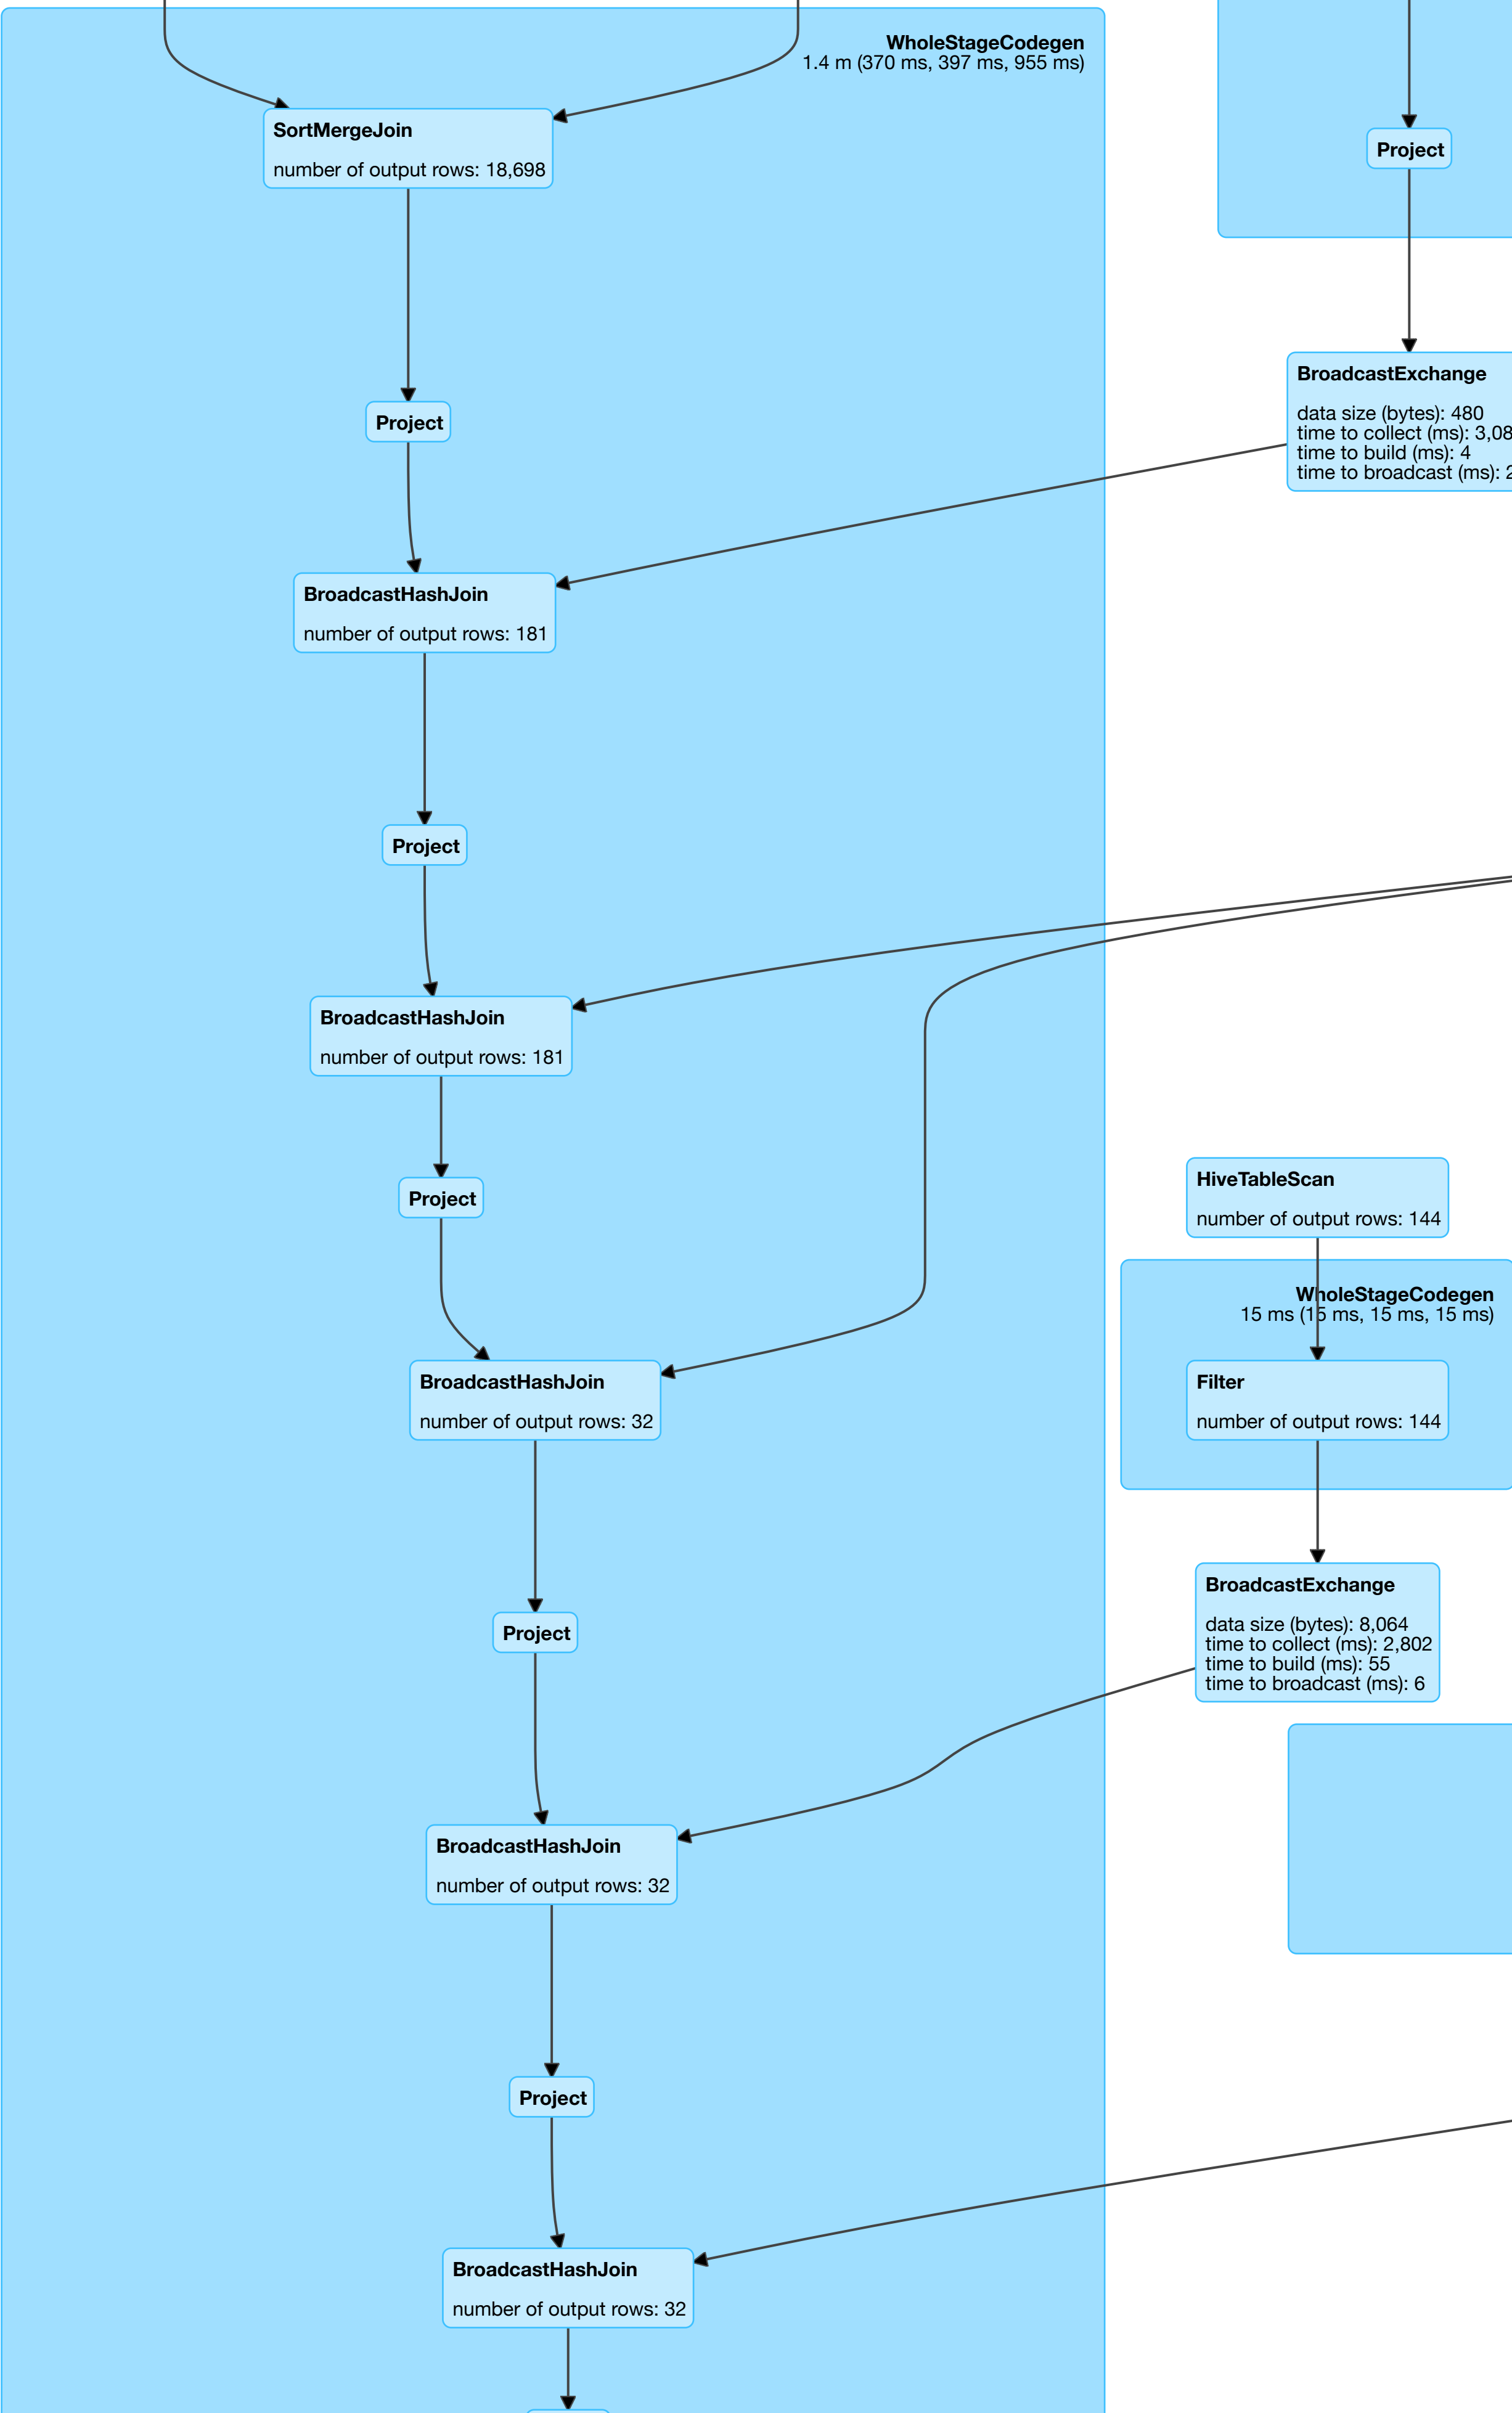 WholeStageCodegen
1.4 m (370 ms, 397 ms, 955 ms)
SortMergeJoin
number of output rows: 18,698
Project
Project
BroadcastExchange
data size (bytes): 480
time to collect (ms): 3,08
time to build (ms): 4
time to broadcast (ms): 2
BroadcastHashJoin
number of output rows: 181
Project
BroadcastHashJoin
number of output rows: 181
Project
HiveTableScan
number of output rows: 144
WholeStageCodegen
15 ms (15 ms, 15 ms, 15 ms)
BroadcastHashJoin
number of output rows: 32
Filter
number of output rows: 144
Project
BroadcastExchange
data size (bytes): 8,064
time to collect (ms): 2,802
time to build (ms): 55
time to broadcast (ms): 6
BroadcastHashJoin
number of output rows: 32
Project
BroadcastHashJoin
number of output rows: 32